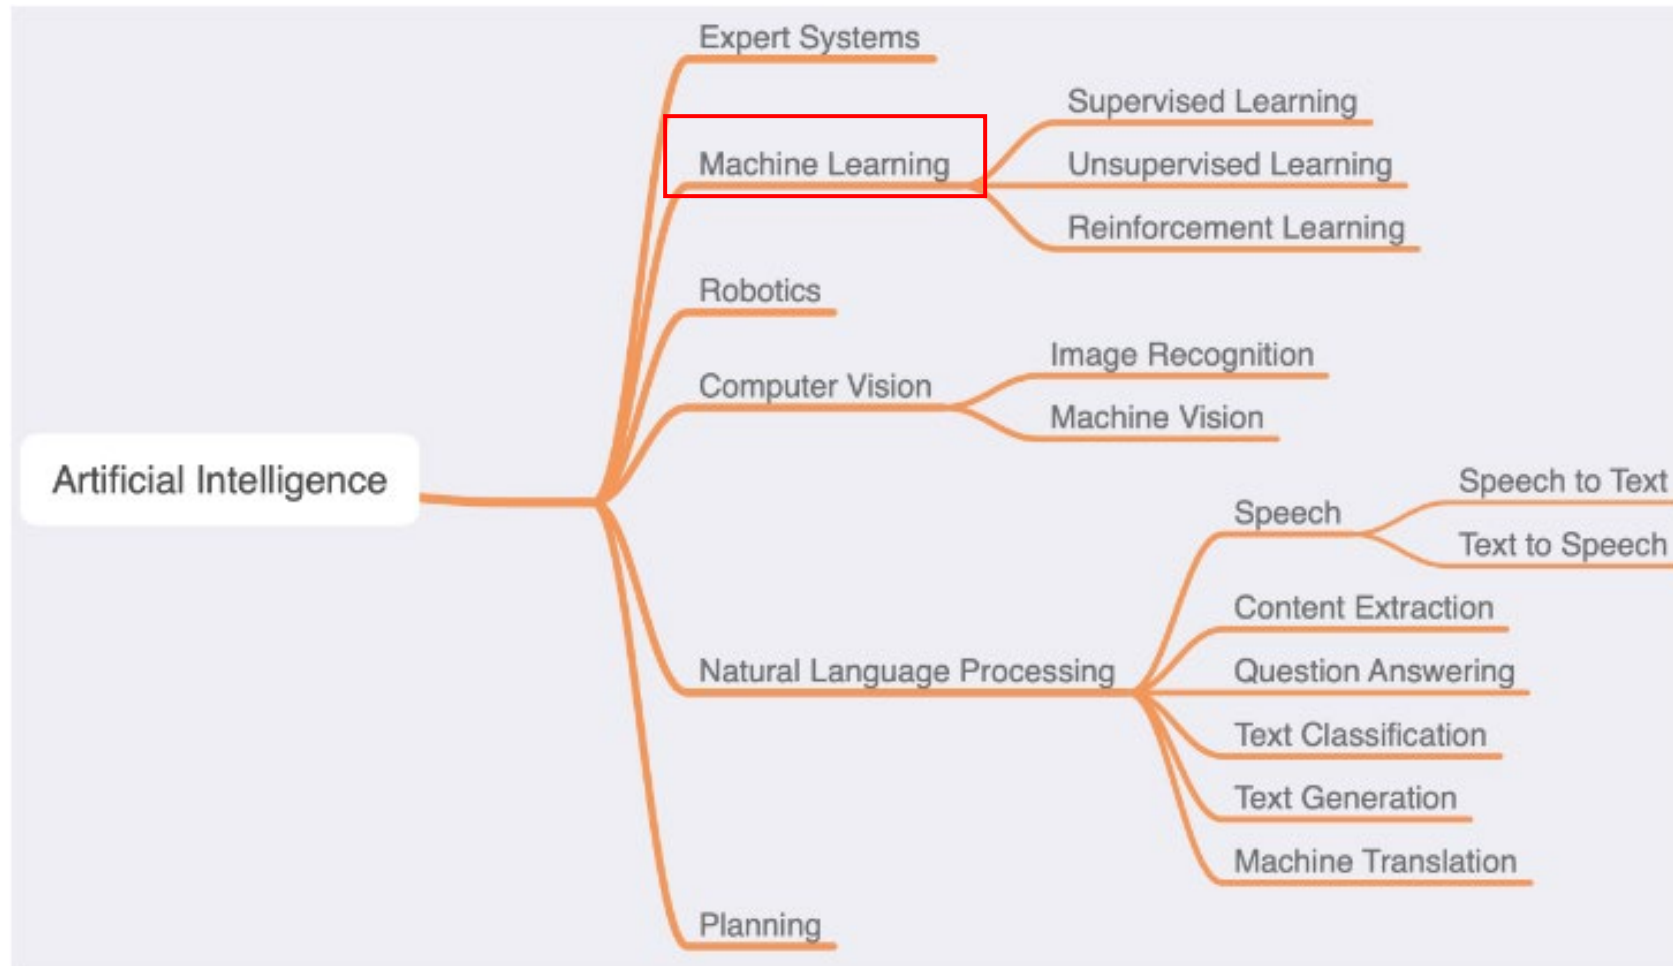 Artificial Intelligence
Expert Systems
Machine Learning
Supervised Learning
Unsupervised Learning
Reinforcement Learning
Robotics
Computer Vision
Image Recognition
Machine Vision
Natural Language Processing
Speech
Speech to Text
Text to Speech
Content Extraction
Question Answering
Text Classification
Text Generation
Machine Translation
Planning